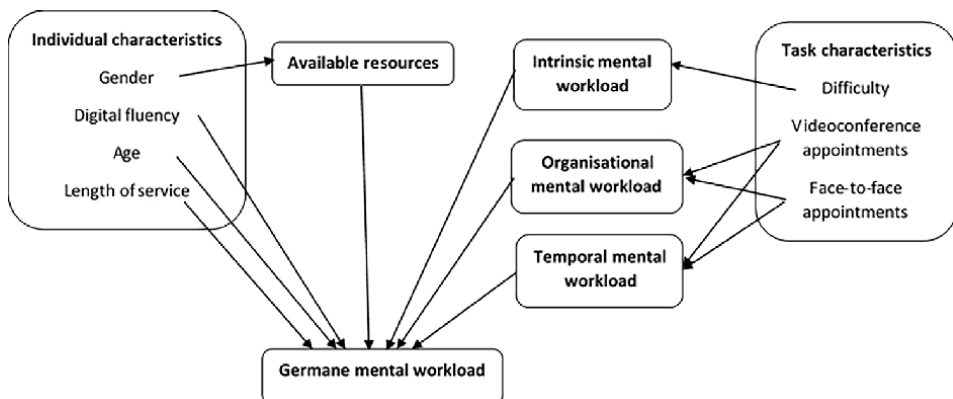 Individual characteristics
Gender
Digital fluency
Age
Length of service
Available resources
Intrinsic mental
workload
Organisational
mental workload
Temporal mental
workload
Task characteristics
Difficulty
Videoconference
appointments
Face-to-face
appointments
Germane mental workload